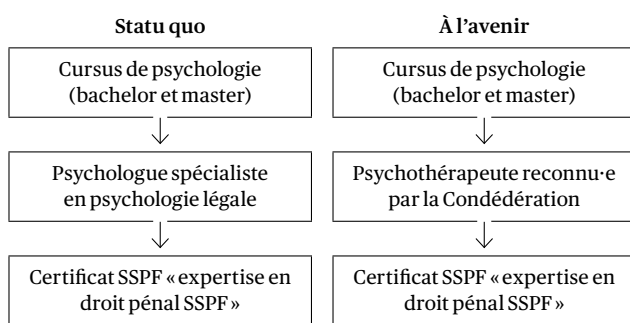 Statu quo
Cursus de psychologie
(bachelor et master)
Psychologue spécialiste
en psychologie légale
Certificat SSPF « expertise en
droit pénal SSPF »
À l'avenir
Cursus de psychologie
(bachelor et master)
Psychothérapeute reconnu·e
par la Condédération
Certificat SSPF « expertise en
droit pénal SSPF »